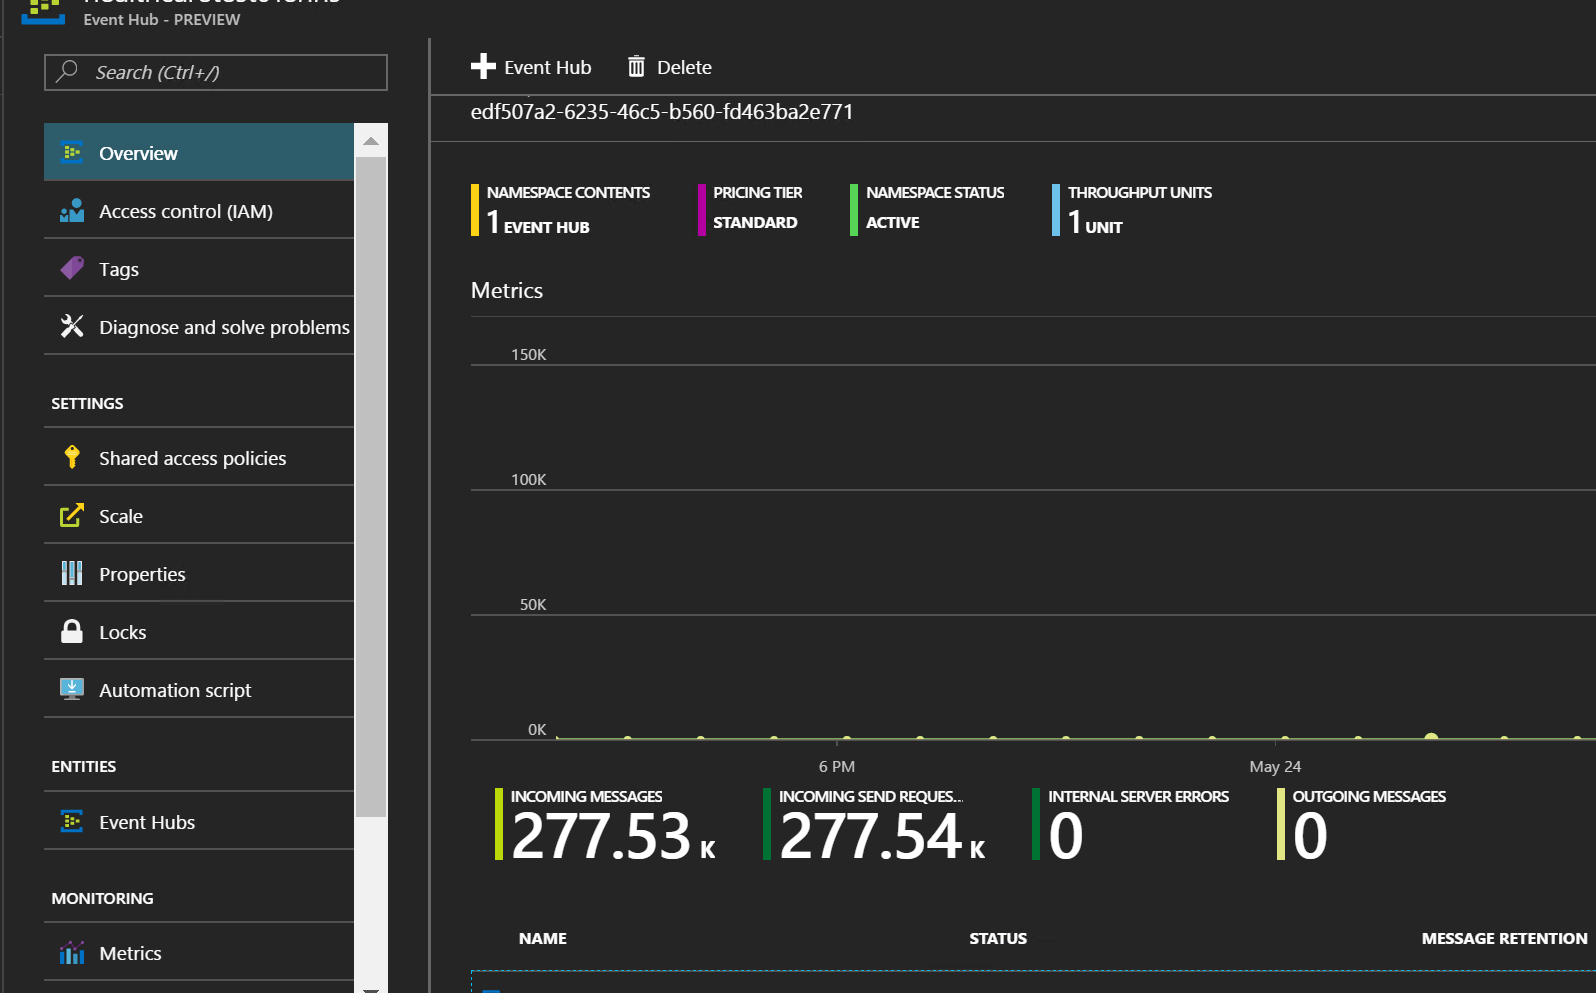 Event Hub - PREVIEW
Search (Ctrl+/)
Overview
Access control (IAM)
Tags
Diagnose and solve problems
SETTINGS
Shared access policies
Scale
Properties
Locks
Automation script
ENTITIES
Event Hubs
MONITORING
Metrics
Event Hub
Delete
edf507a2-6235-46c5-b560-fd463ba2e771
NAMESPACE CONTENTS
1 EVENT HUB
PRICING TIER
STANDARD
NAMESPACE STATUS
ACTIVE
THROUGHPUT UNITS
1 UNIT
Metrics
150K
100K
50K
0K
6 PM
May 24
INCOMING MESSAGES
277.53 K
INCOMING SEND REQUES...
277.54 K
INTERNAL SERVER ERRORS
0
OUTGOING MESSAGES
0
NAME
STATUS
MESSAGE RETENTION